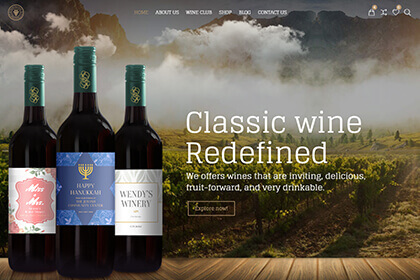 HOME ABOUT US WINE CLUB SHOP BLOG CONTACT US
Classic wine
Redefined
We offers wines that are inviting, delicious,
fruit-forward, and very drinkable.
Explore now!
HAPPY
HANUKKAH
WENDY'S
WINERY